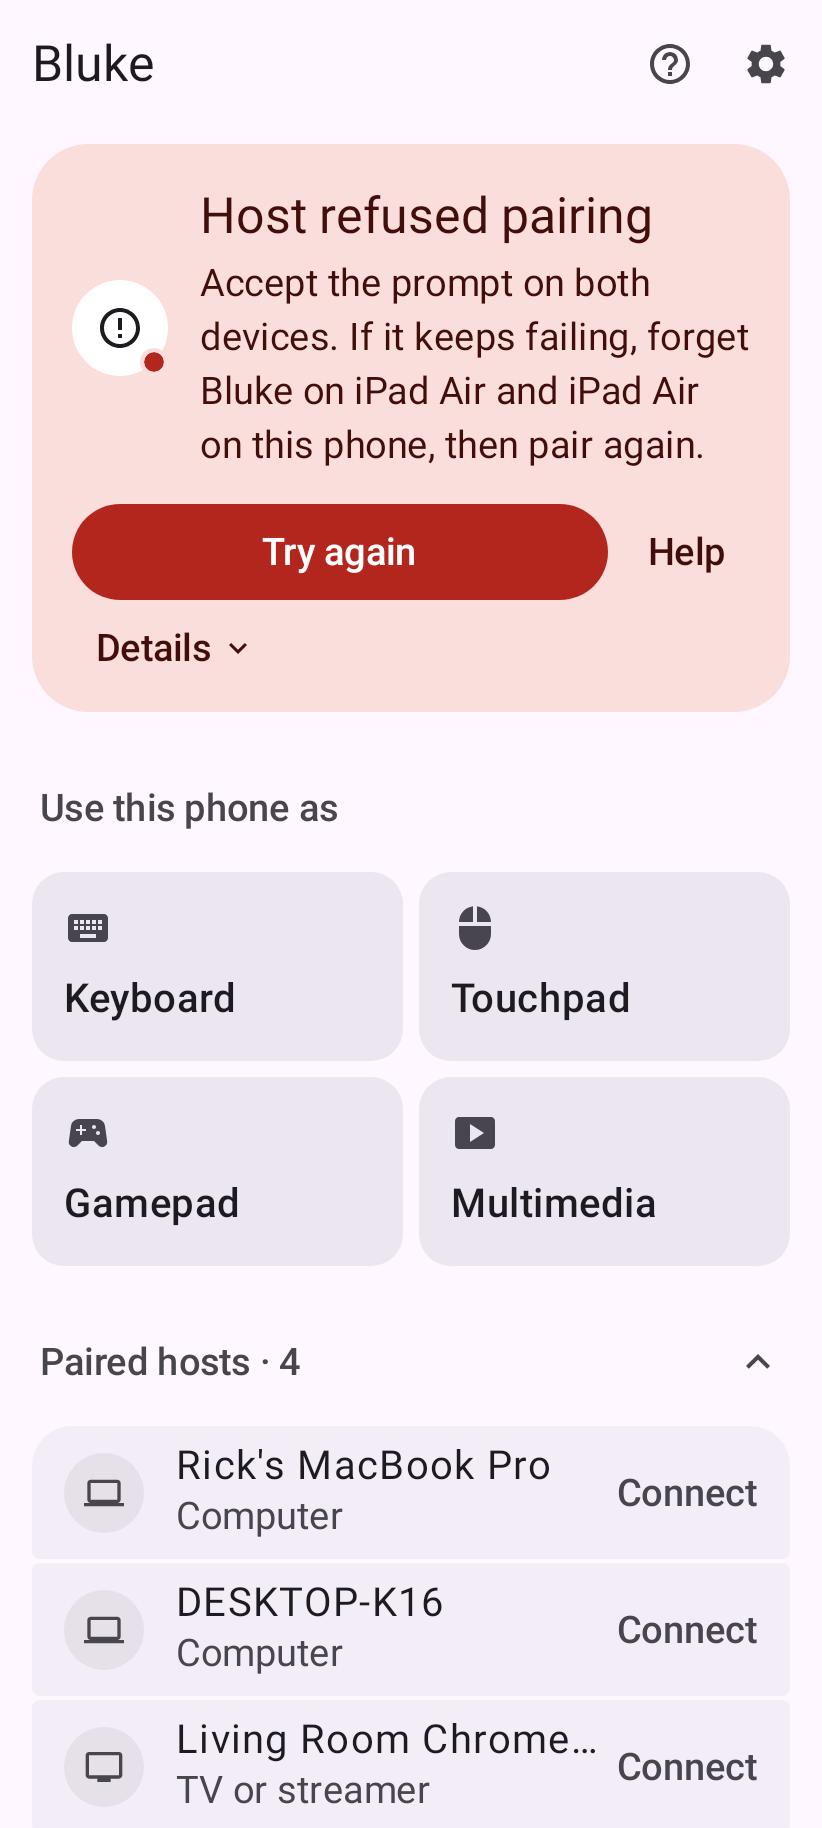 Bluke
Host refused pairing
Accept the prompt on both
devices. If it keeps failing, forget
Bluke on iPad Air and iPad Air
on this phone, then pair again.
Try again
Help
Details
Use this phone as
Keyboard
Touchpad
Gamepad
Multimedia
Paired hosts · 4
Rick's MacBook Pro
Computer
Connect
DESKTOP-K16
Computer
Connect
Living Room Chrome…
TV or streamer
Connect